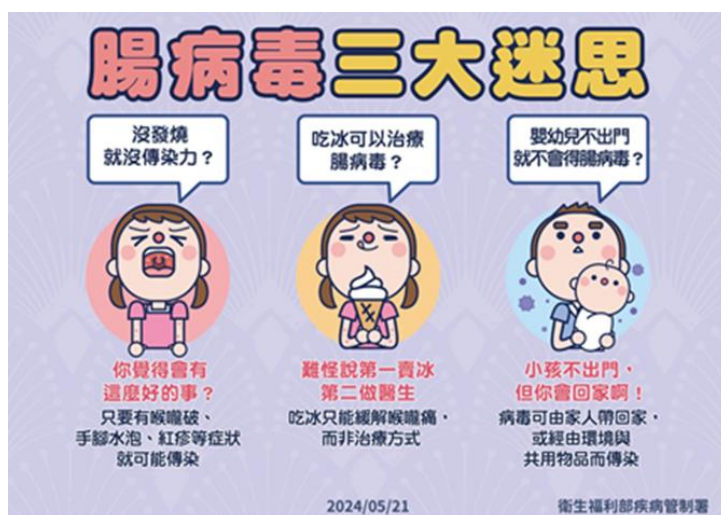 腸病毒三大迷思
沒發燒
就沒傳染力？
吃冰可以治療
腸病毒？
嬰幼兒不出門
就不會得腸病毒？
你覺得會有
這麼好的事？
只要有喉嚨破、
手腳水泡、紅疹等症狀
就可能傳染
難怪說第一賣冰
第二做醫生
吃冰只能緩解喉嚨痛，
而非治療方式
小孩不出門，
但你會回家啊！
病毒可由家人帶回家，
或經由環境與
共用物品而傳染
2024/05/21
衛生福利部疾病管制署